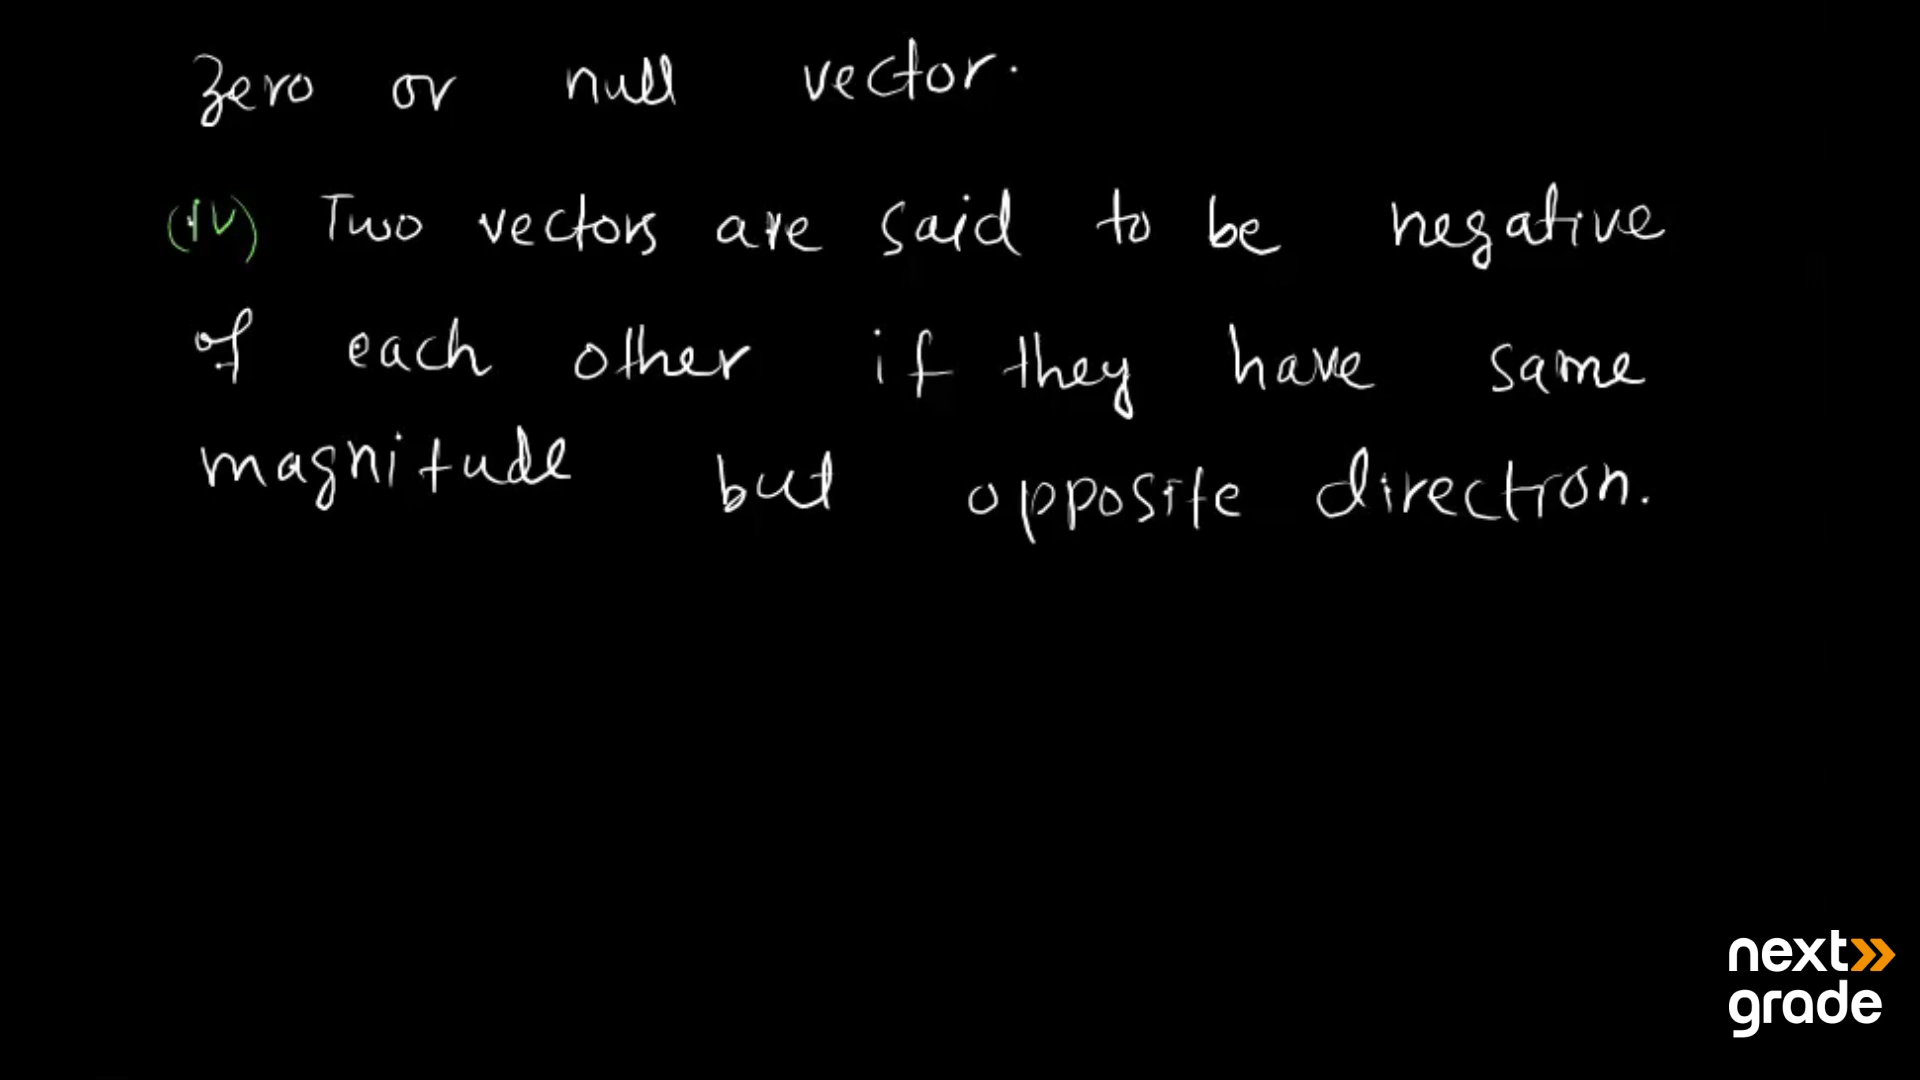 zero or null vector.
(iv) Two vectors are said to be negative
of each other if they have same
magnitude but opposite direction.
next
grade